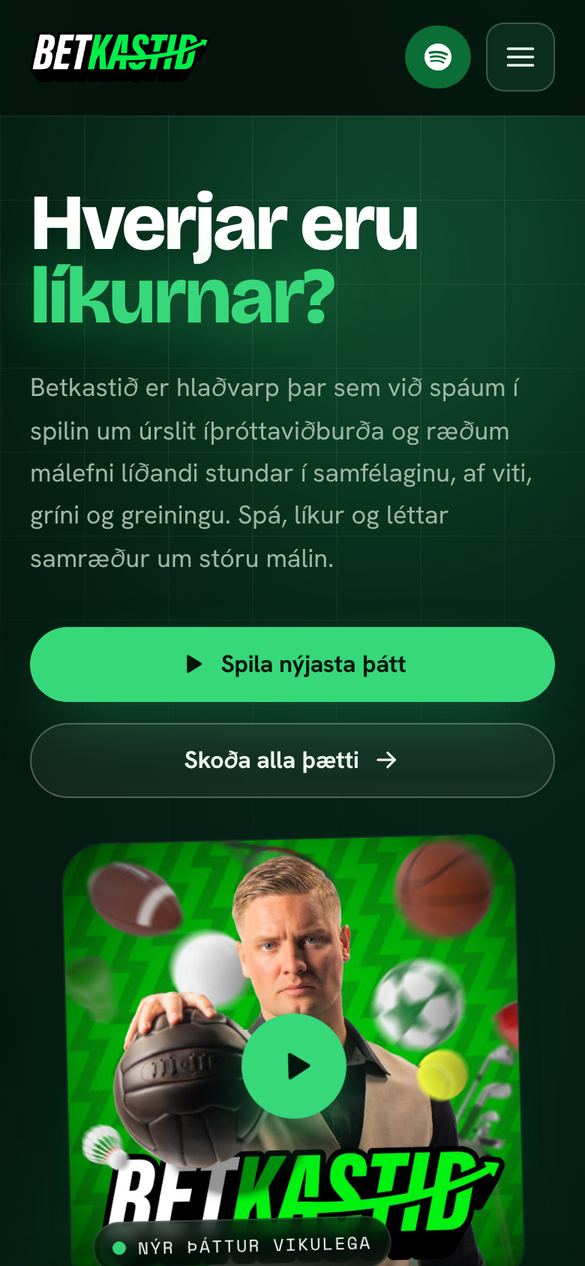 BETKASTIÐ
Hverjar eru
líkurnar?
Betkastið er hlaðvarp þar sem við spáum í
spilin um úrslit íþróttaviðburða og ræðum
málefni líðandi stundar í samfélaginu, af viti,
gríni og greiningu. Spá, líkur og léttar
samræður um stóru málin.
Spila nýjasta þátt
Skoða alla þætti →
BETKASTIÐ
NÝR ÞÁTTUR VIKULEGA